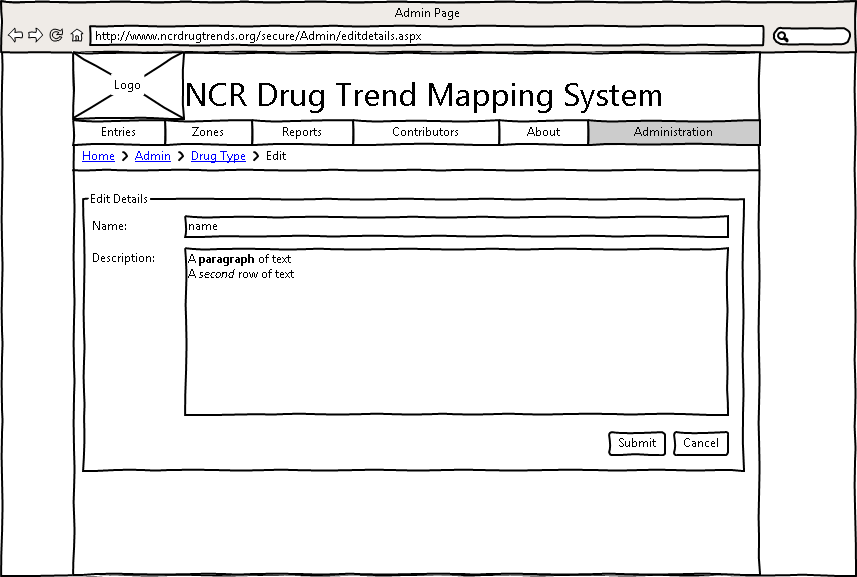 Admin Page
http://www.ncrdrugtrends.org/secure/Admin/editdetails.aspx
Logo
NCR Drug Trend Mapping System
Entries Zones Reports Contributors About Administration
Home > Admin > Drug Type > Edit
Edit Details
Name: name
Description: A paragraph of text
A second row of text
Submit Cancel